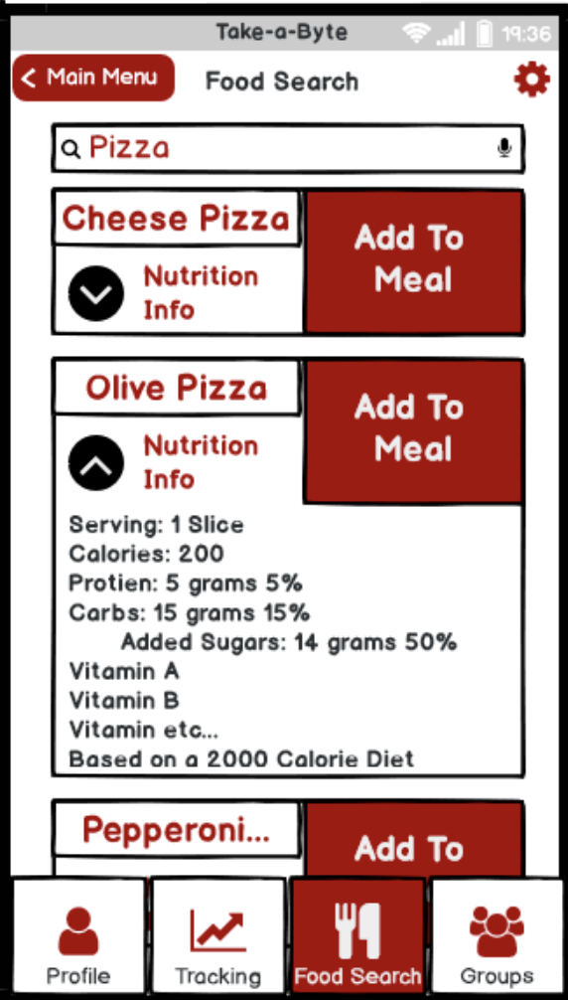 Take-a-Byte 19:36
Main Menu Food Search
Pizza
Cheese Pizza
Add To
Meal
Nutrition
Info
Olive Pizza
Add To
Meal
Nutrition
Info
Serving: 1 Slice
Calories: 200
Protien: 5 grams 5%
Carbs: 15 grams 15%
Added Sugars: 14 grams 50%
Vitamin A
Vitamin B
Vitamin etc...
Based on a 2000 Calorie Diet
Pepperoni...
Add To
Profile Tracking Food Search Groups